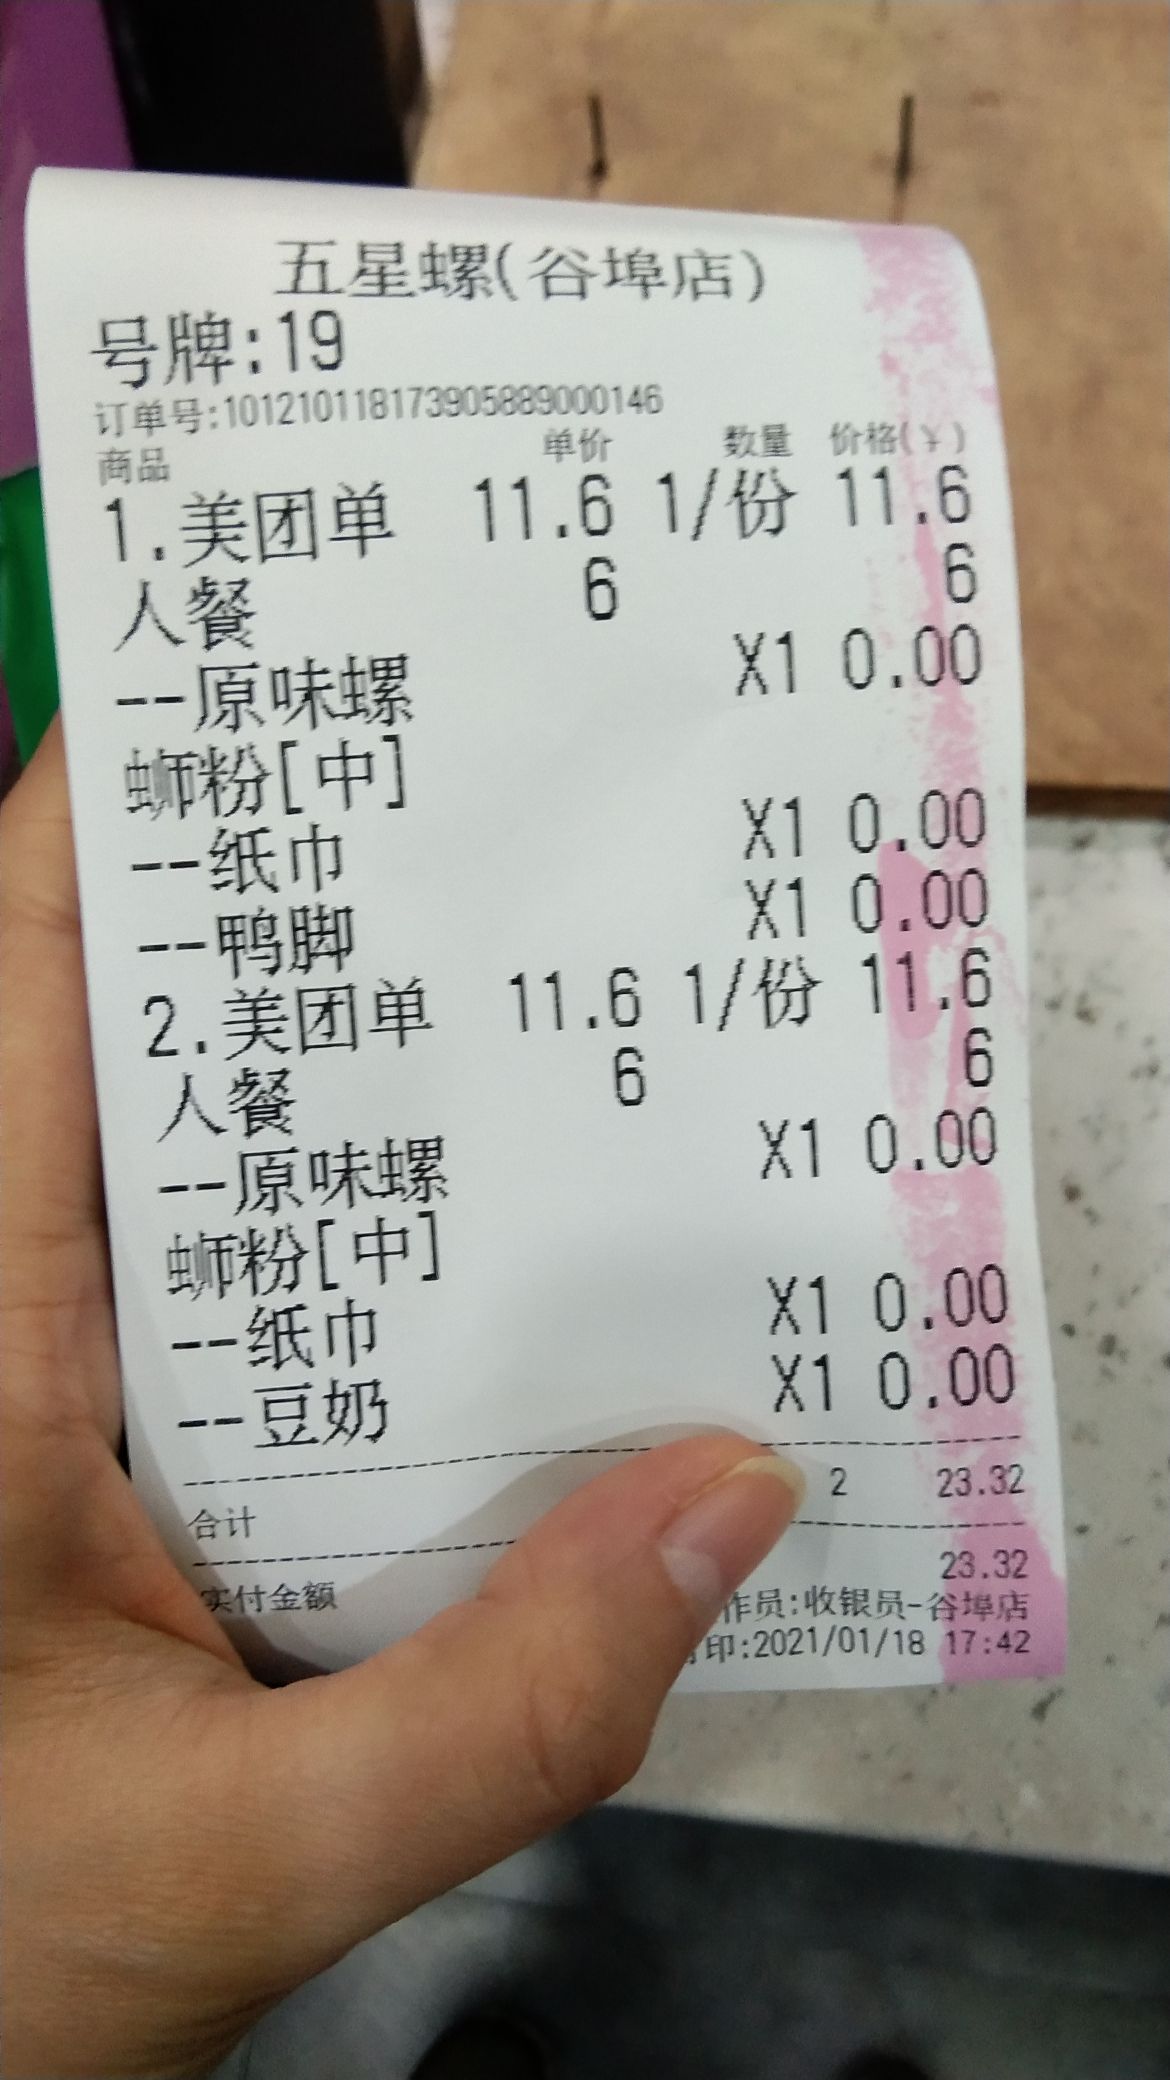 五星螺(谷埠店)
号牌:19
订单号:101210118173905889000146
商品 单价 数量 价格(¥)
1.美团单 11.6 1/份 11.6
人餐 6 6
--原味螺 X1 0.00
蛳粉[中]
--纸巾 X1 0.00
--鸭脚 X1 0.00
2.美团单 11.6 1/份 11.6
人餐 6 6
--原味螺 X1 0.00
蛳粉[中]
--纸巾 X1 0.00
--豆奶 X1 0.00
合计 2 23.32
实付金额 23.32
作员:收银员-谷埠店
印:2021/01/18 17:42